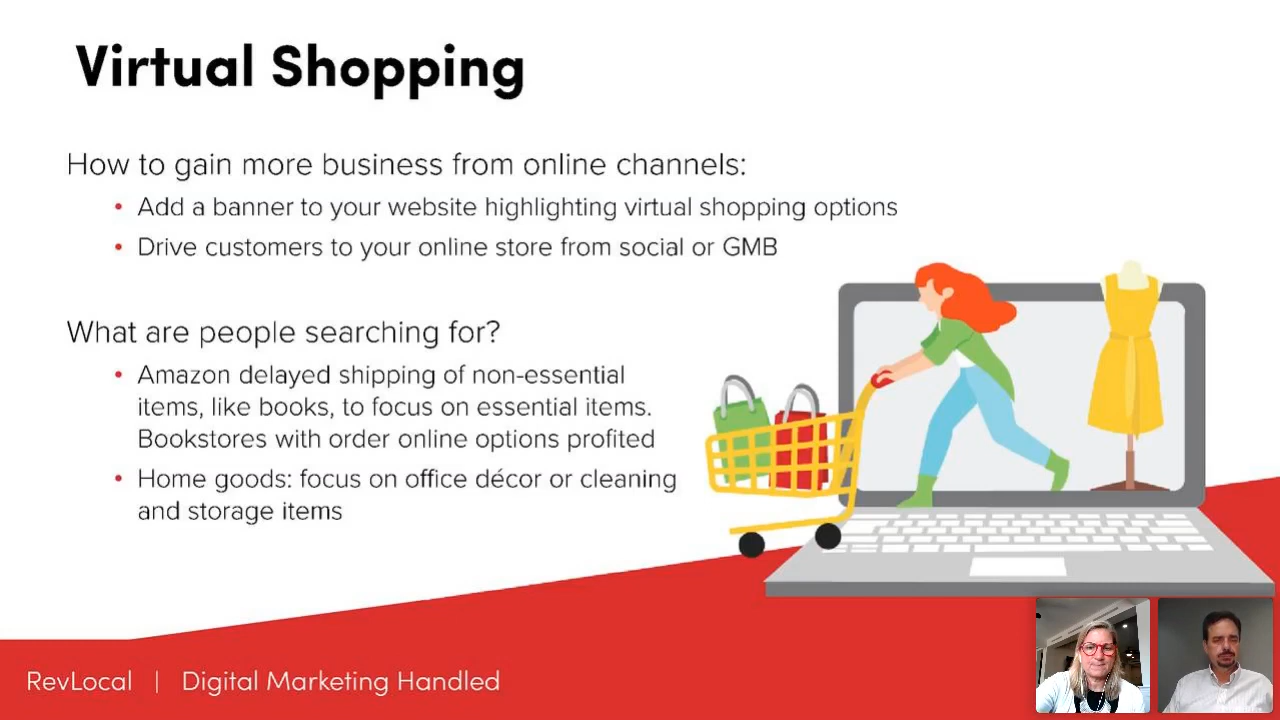 Virtual Shopping
How to gain more business from online channels:
• Add a banner to your website highlighting virtual shopping options
• Drive customers to your online store from social or GMB
What are people searching for?
• Amazon delayed shipping of non-essential
items, like books, to focus on essential items.
Bookstores with order online options profited
• Home goods: focus on office décor or cleaning
and storage items
RevLocal | Digital Marketing Handled